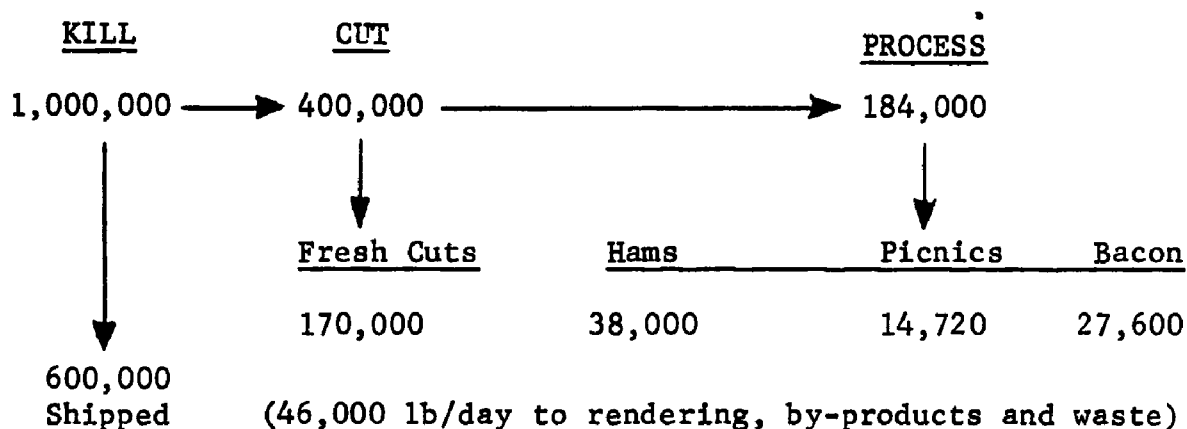 KILL CUT PROCESS
1,000,000 400,000 184,000
Fresh Cuts Hams Picnics Bacon
170,000 38,000 14,720 27,600
600,000
Shipped (46,000 lb/day to rendering, by-products and waste)